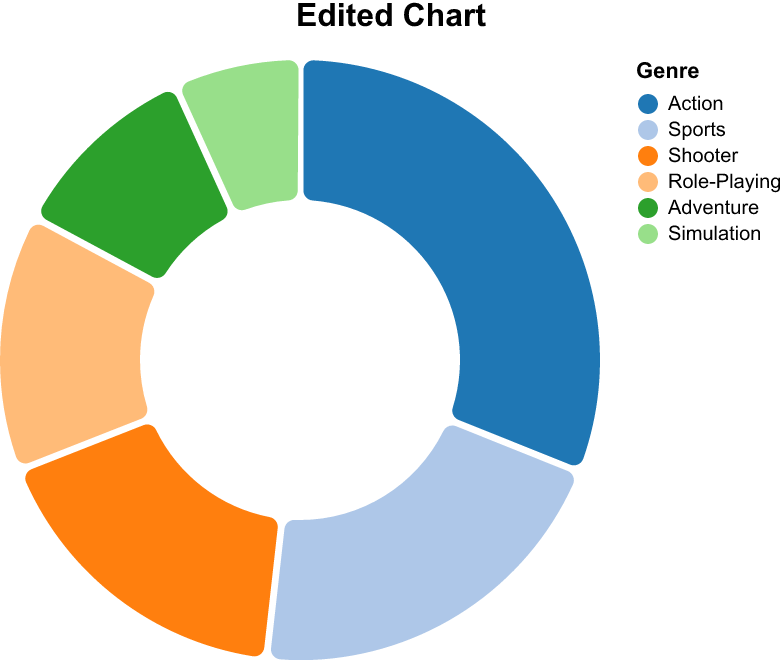 Edited Chart
Genre
Action
Sports
Shooter
Role-Playing
Adventure
Simulation